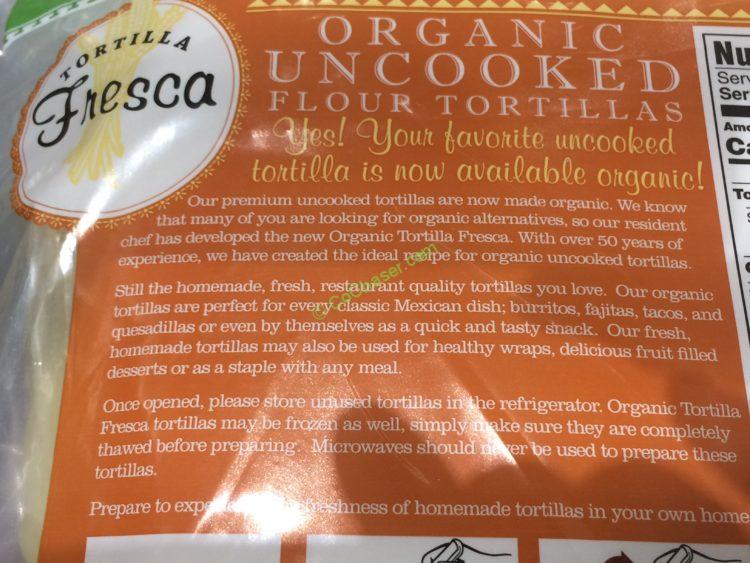 TORTILLA
Fresca
ORGANIC
UNCOOKED
FLOUR TORTILLAS
Yes! Your favorite uncooked
tortilla is now available organic!
Our premium uncooked tortillas are now made organic. We know
that many of you are looking for organic alternatives, so our resident
chef has developed the new Organic Tortilla Fresca. With over 50 years of
experience, we have created the ideal recipe for organic uncooked tortillas.
Still the homemade, fresh, restaurant quality tortillas you love. Our organic
tortillas are perfect for every classic Mexican dish; burritos, fajitas, tacos, and
quesadillas or even by themselves as a quick and tasty snack. Our fresh,
homemade tortillas may also be used for healthy wraps, delicious fruit filled
desserts or as a staple with any meal.
Once opened, please store unused tortillas in the refrigerator. Organic Tortilla
Fresca tortillas may be frozen as well, simply make sure they are completely
thawed before preparing. Microwaves should never be used to prepare these
tortillas.
Prepare to freshness of homemade tortillas in your own home
© CoChaser.com
Nu
Serv
Ser
Am
Ca
To